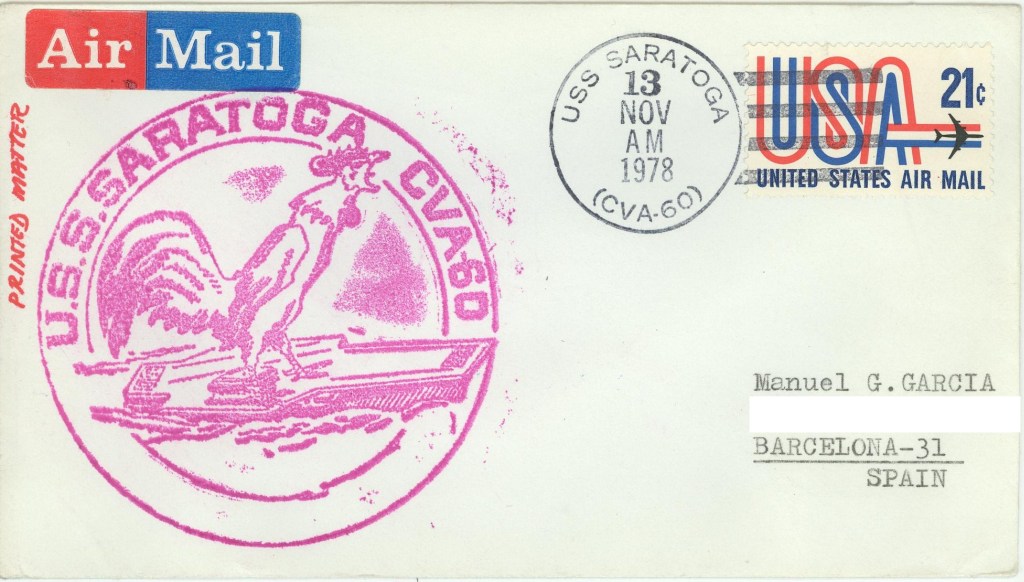 Air Mail
PRINTED MATTER
U.S.S. SARATOGA CVA60
USS SARATOGA
13
NOV
AM
1978
(CVA-60)
USA
21¢
UNITED STATES AIR MAIL
Manuel G. GARCIA
BARCELONA-31
SPAIN